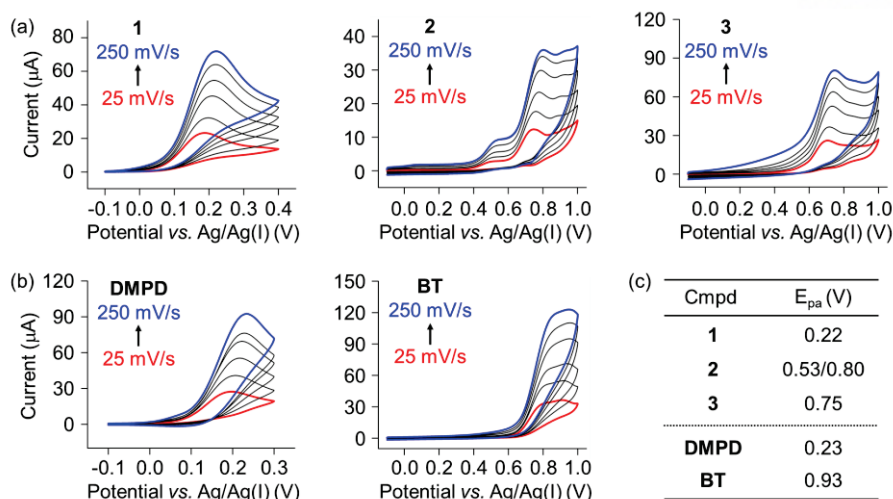 (a)
1
250 mV/s
25 mV/s
80
60
40
20
0
Current (μA)
-0.1 0.0 0.1 0.2 0.3 0.4
Potential vs. Ag/Ag(I) (V)
2
250 mV/s
25 mV/s
40
30
20
10
0
0.0 0.2 0.4 0.6 0.8 1.0
Potential vs. Ag/Ag(I) (V)
3
250 mV/s
25 mV/s
120
90
60
30
0
0.0 0.2 0.4 0.6 0.8 1.0
Potential vs. Ag/Ag(I) (V)
(b)
DMPD
250 mV/s
25 mV/s
120
90
60
30
0
Current (μA)
-0.1 0.0 0.1 0.2 0.3
Potential vs. Ag/Ag(I) (V)
BT
250 mV/s
25 mV/s
150
120
90
60
30
0
0.0 0.2 0.4 0.6 0.8 1.0
Potential vs. Ag/Ag(I) (V)
(c)
Cmpd Epa (V)
1 0.22
2 0.53/0.80
3 0.75
DMPD 0.23
BT 0.93